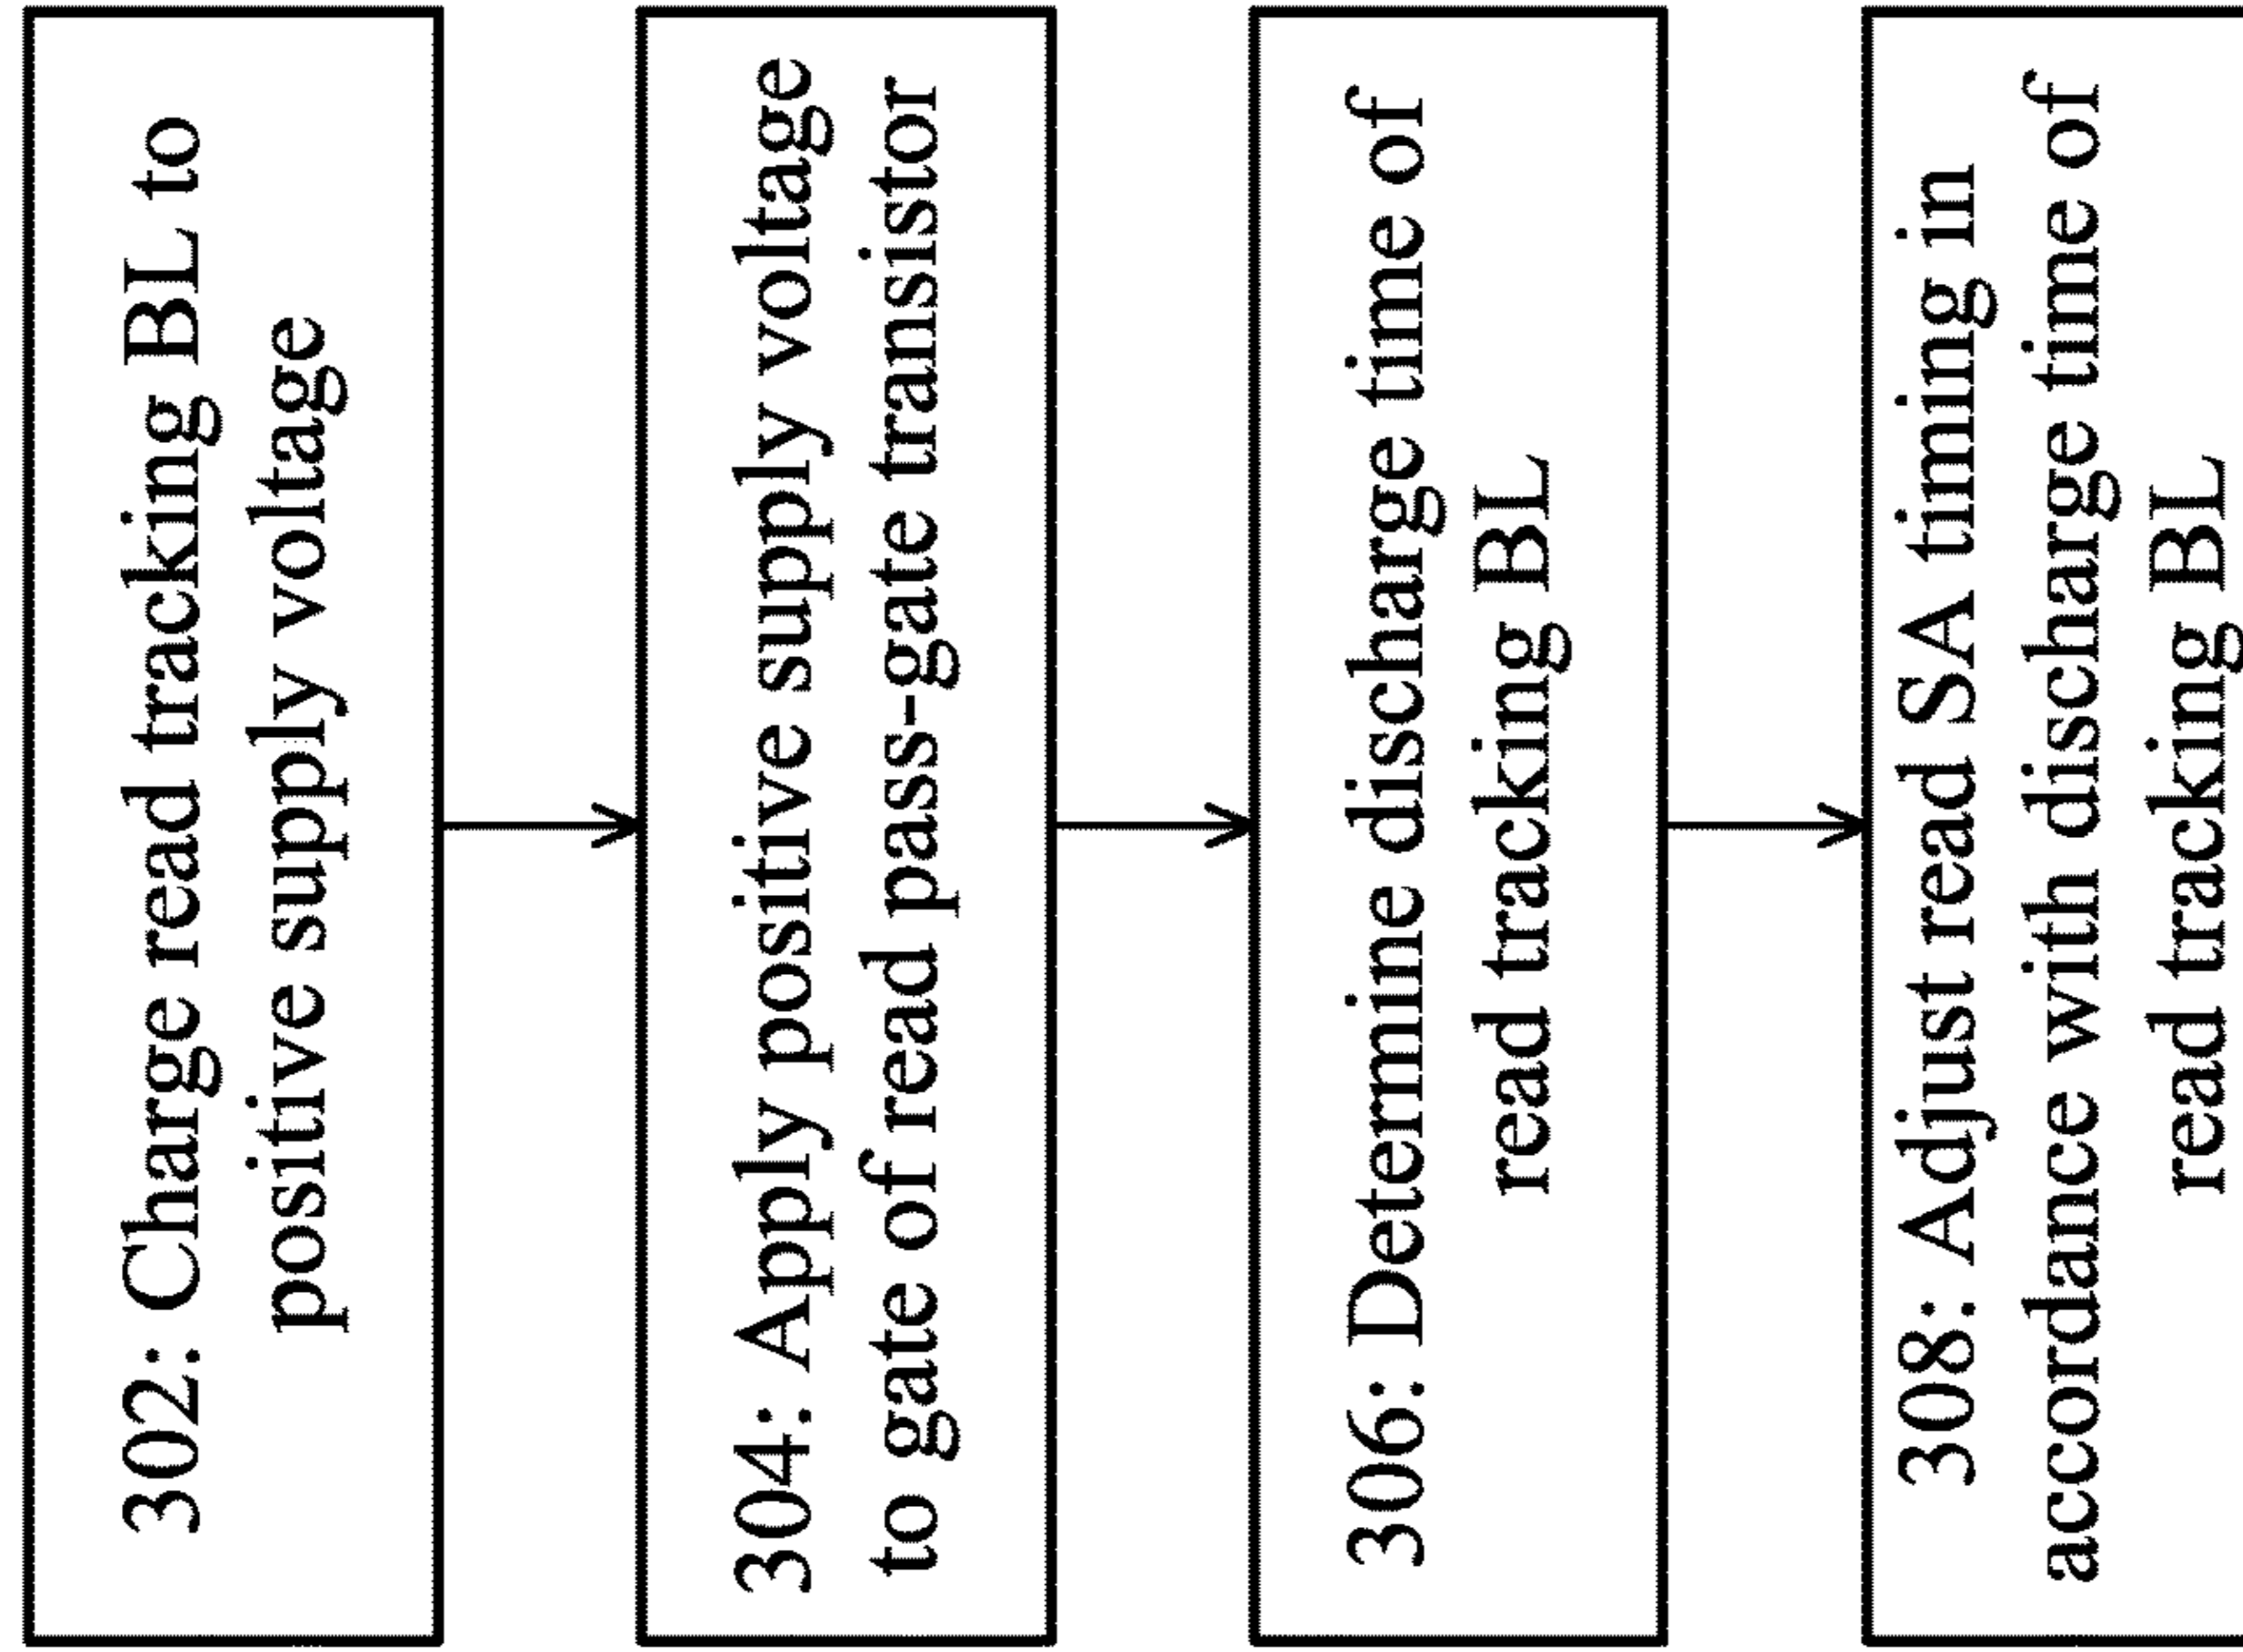 302: Charge read tracking BL to
positive supply voltage
304: Apply positive supply voltage
to gate of read pass-gate transistor
306: Determine discharge time of
read tracking BL
308: Adjust read SA timing in
accordance with discharge time of
read tracking BL